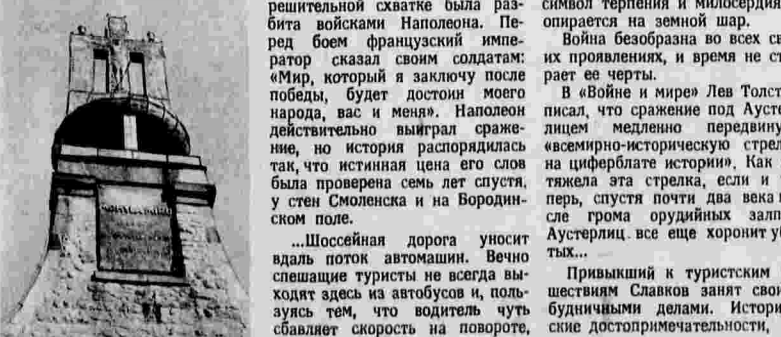 решительной схватке была раз-
бита войсками Наполеона. Пе-
ред боем французский импе-
ратор сказал своим солдатам:
«Мир, который я заключу после
победы, будет достоин моего
народа, вас и меня». Наполеон
действительно выиграл сраже-
ние, но история распорядилась
так, что истинная цена его слов
была проверена семь лет спустя,
у стен Смоленска и на Бородин-
ском поле.
...Шоссейная дорога уносит
вдаль поток автомашин. Вечно
спешащие туристы не всегда вы-
ходят здесь из автобусов и, поль-
зуясь тем, что водитель чуть
сбавляет скорость на повороте,
символ терпения и милосердия
опирается на земной шар.
Война безобразна во всех св
их проявлениях, и время не ст
рает ее черты.
В «Войне и мире» Лев Толст
писал, что сражение под Аусте
лицем медленно передвину
«всемирно-историческую стрел
на циферблате истории». Как
тяжела эта стрелка, если и
перь, спустя почти два века
сле грома орудийных залп
Аустерлиц все еще хоронит у
тых...
Привыкший к туристским
шествиям Славков занят свои
будничными делами. Истори
ские достопримечательности,